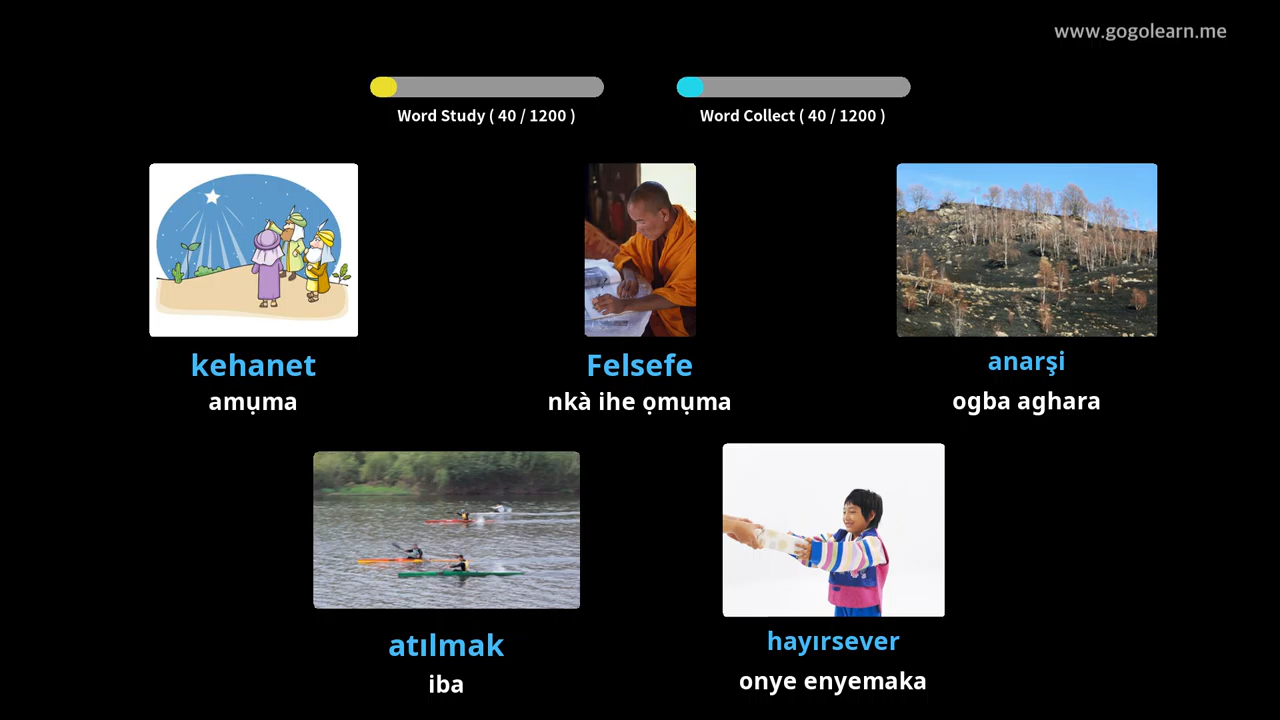 www.gogolearn.me
Word Study ( 40 / 1200 )
Word Collect ( 40 / 1200 )
kehanet
amụma
Felsefe
nkà ihe ọmụma
anarşi
ogba aghara
atılmak
iba
hayırsever
onye enyemaka